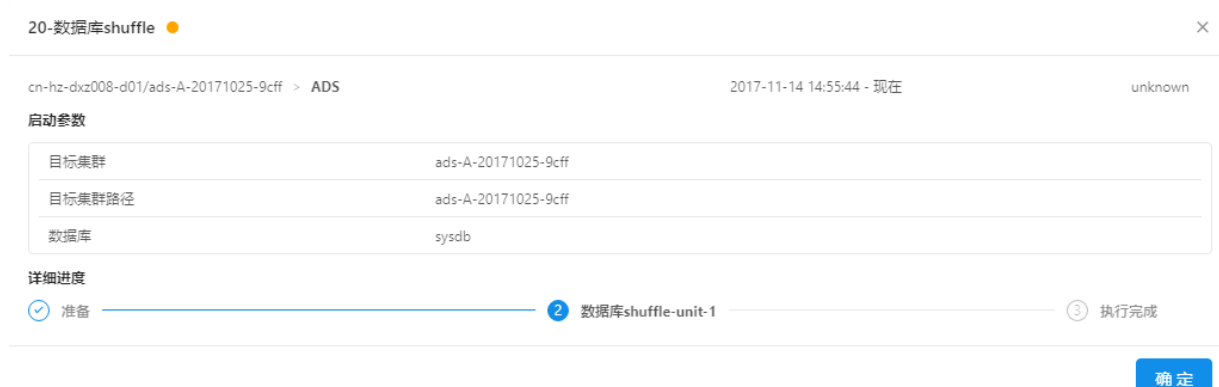 20-数据库shuffle
cn-hz-dxz008-d01/ads-A-20171025-9cff > ADS 2017-11-14 14:55:44 - 现在 unknown
启动参数
目标集群 ads-A-20171025-9cff
目标集群路径 ads-A-20171025-9cff
数据库 sysdb
详细进度
准备 2 数据库shuffle-unit-1 3 执行完成
确定